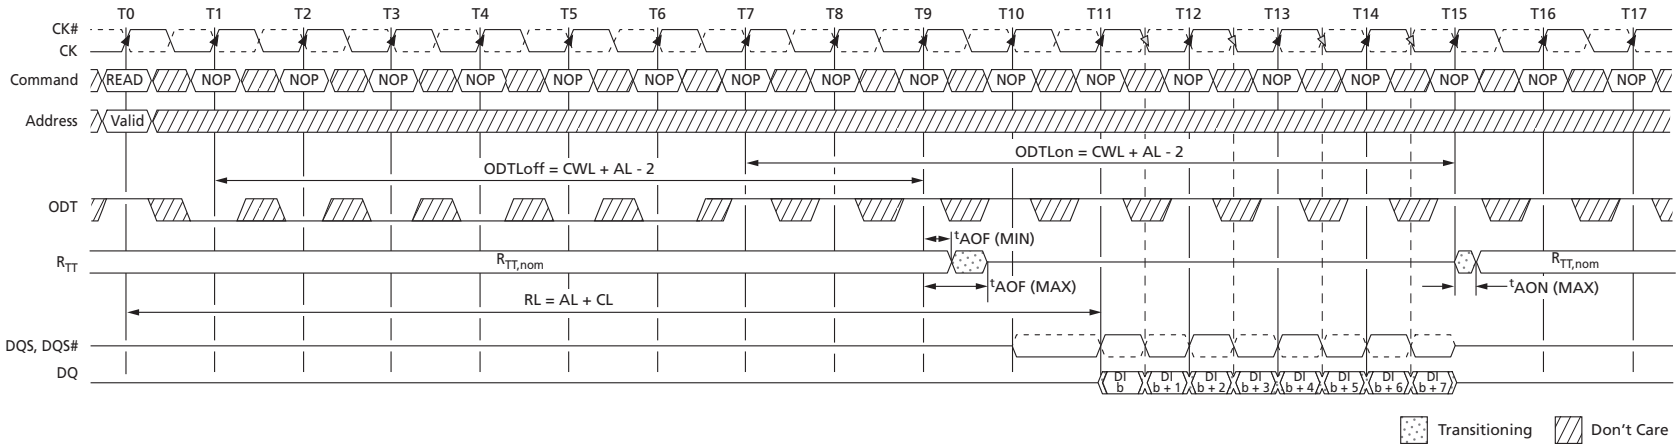 T0 T1 T2 T3 T4 T5 T6 T7 T8 T9 T10 T11 T12 T13 T14 T15 T16 T17
CK#
CK
Command READ NOP NOP NOP NOP NOP NOP NOP NOP NOP NOP NOP NOP NOP NOP NOP NOP NOP
Address Valid
ODTLon = CWL + AL - 2
ODTLoff = CWL + AL - 2
ODT
tAOF (MIN)
RTT RTT,nom RTT,nom
tAOF (MAX) tAON (MAX)
RL = AL + CL
DQS, DQS#
DQ
DI b DI b + 1 DI b + 2 DI b + 3 DI b + 4 DI b + 5 DI b + 6 DI b + 7
Transitioning Don't Care